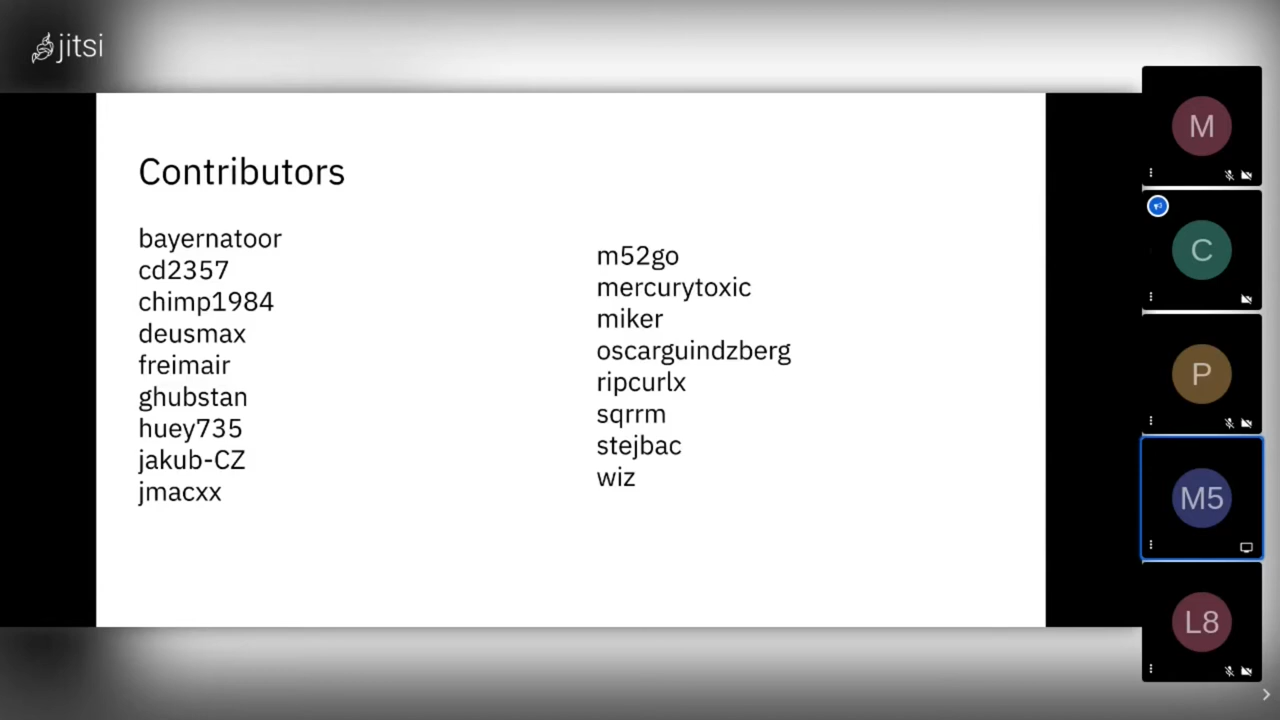 jitsi
Contributors
bayernatoor
cd2357
chimp1984
deusmax
freimair
ghubstan
huey735
jakub-CZ
jmacxx
m52go
mercurytoxic
miker
oscarguindzberg
ripcurlx
sqrrm
stejbac
wiz
M
C
P
M5
L8